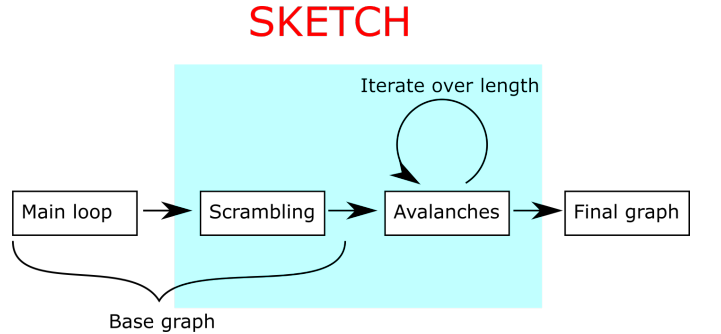 SKETCH
Iterate over length
Main loop
Scrambling
Avalanches
Final graph
Base graph